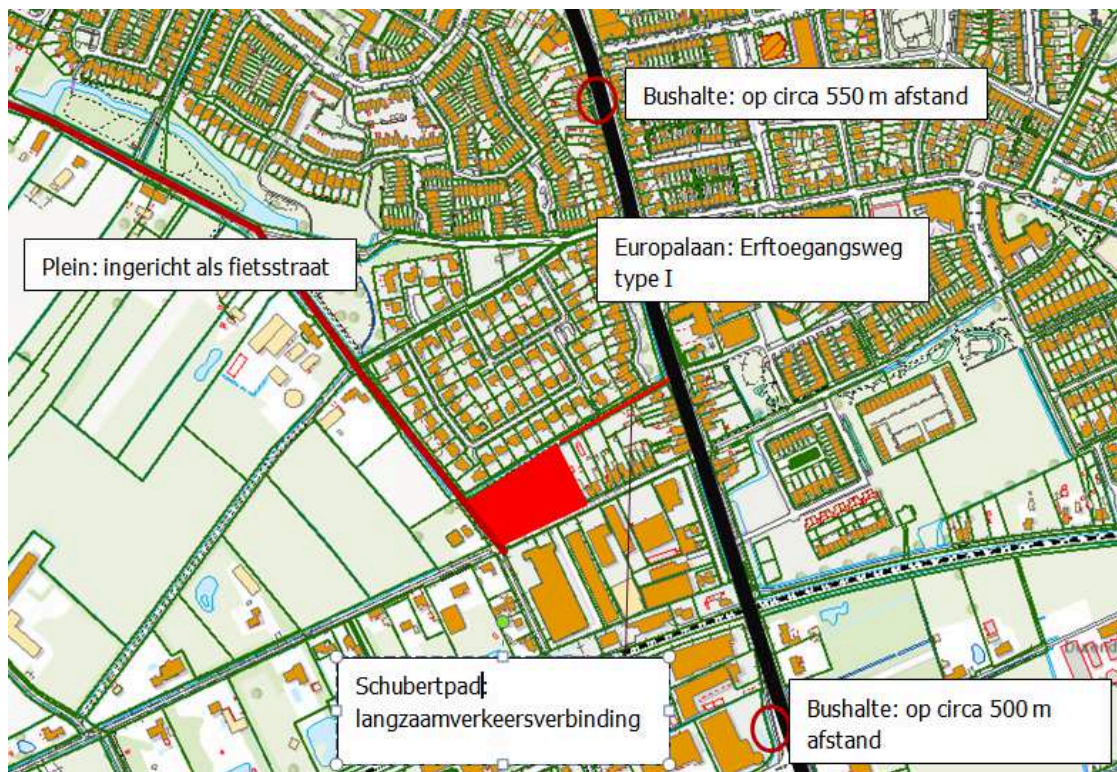 Bushalte: op circa 550 m afstand
Plein: ingericht als fietsstraat
Europalaan: Erftoegangsweg
type I
Schubertpad:
langzaamverkeersverbinding
Bushalte: op circa 500 m
afstand